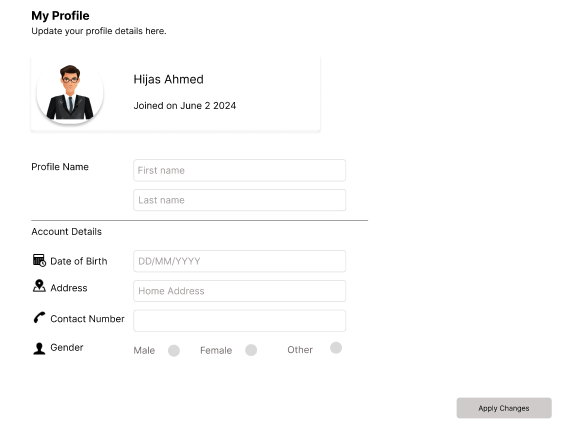 My Profile
Update your profile details here.
Hijas Ahmed
Joined on June 2 2024
Profile Name
First name
Last name
Account Details
Date of Birth
DD/MM/YYYY
Address
Home Address
Contact Number
Gender
Male Female Other
Apply Changes